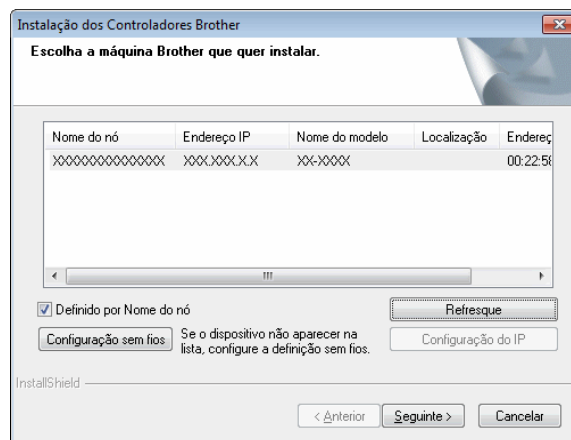 Instalação dos Controladores Brother
Escolha a máquina Brother que quer instalar.
Nome do nó Endereço IP Nome do modelo Localização Endereç
XXXXXXXXXXXXXXX XXX.XXX.X.X XX-XXXX 00:22:58
Definido por Nome do nó
Refresque
Configuração sem fios
Se o dispositivo não aparecer na
lista, configure a definição sem fios.
Configuração do IP
InstallShield
< Anterior Seguinte > Cancelar